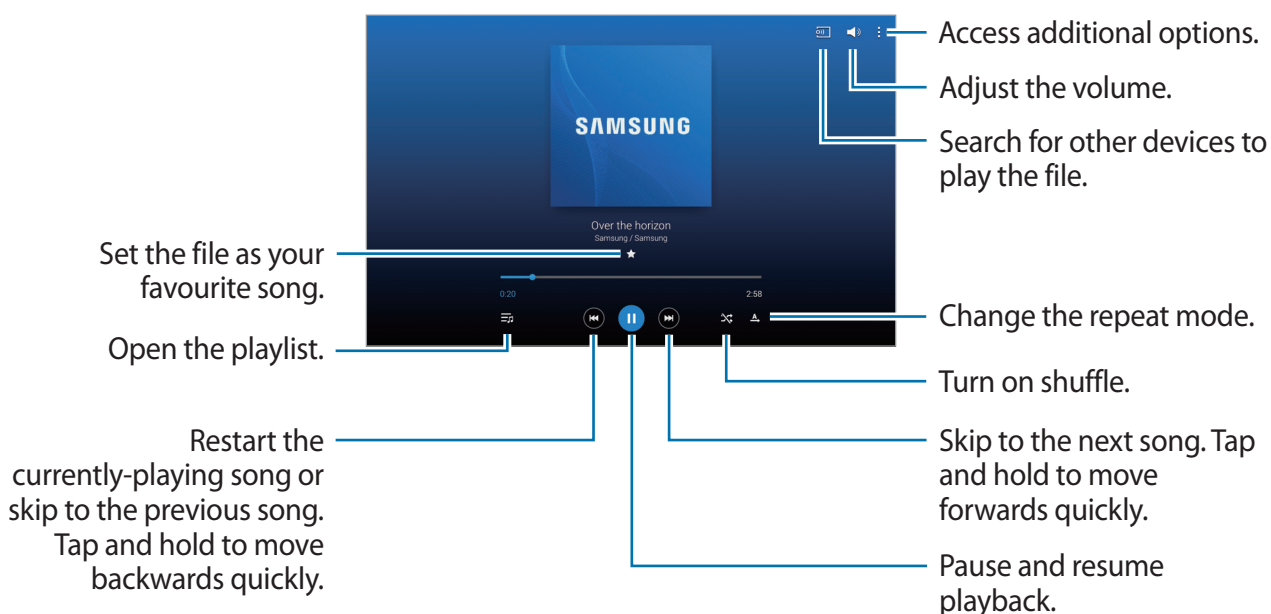 Access additional options.
Adjust the volume.
Search for other devices to
play the file.
SAMSUNG
Over the horizon
Samsung / Samsung
Set the file as your
favourite song.
0:20
2:58
A
Open the playlist.
Change the repeat mode.
Turn on shuffle.
Restart the
currently-playing song or
skip to the previous song.
Tap and hold to move
backwards quickly.
Skip to the next song. Tap
and hold to move
forwards quickly.
Pause and resume
playback.